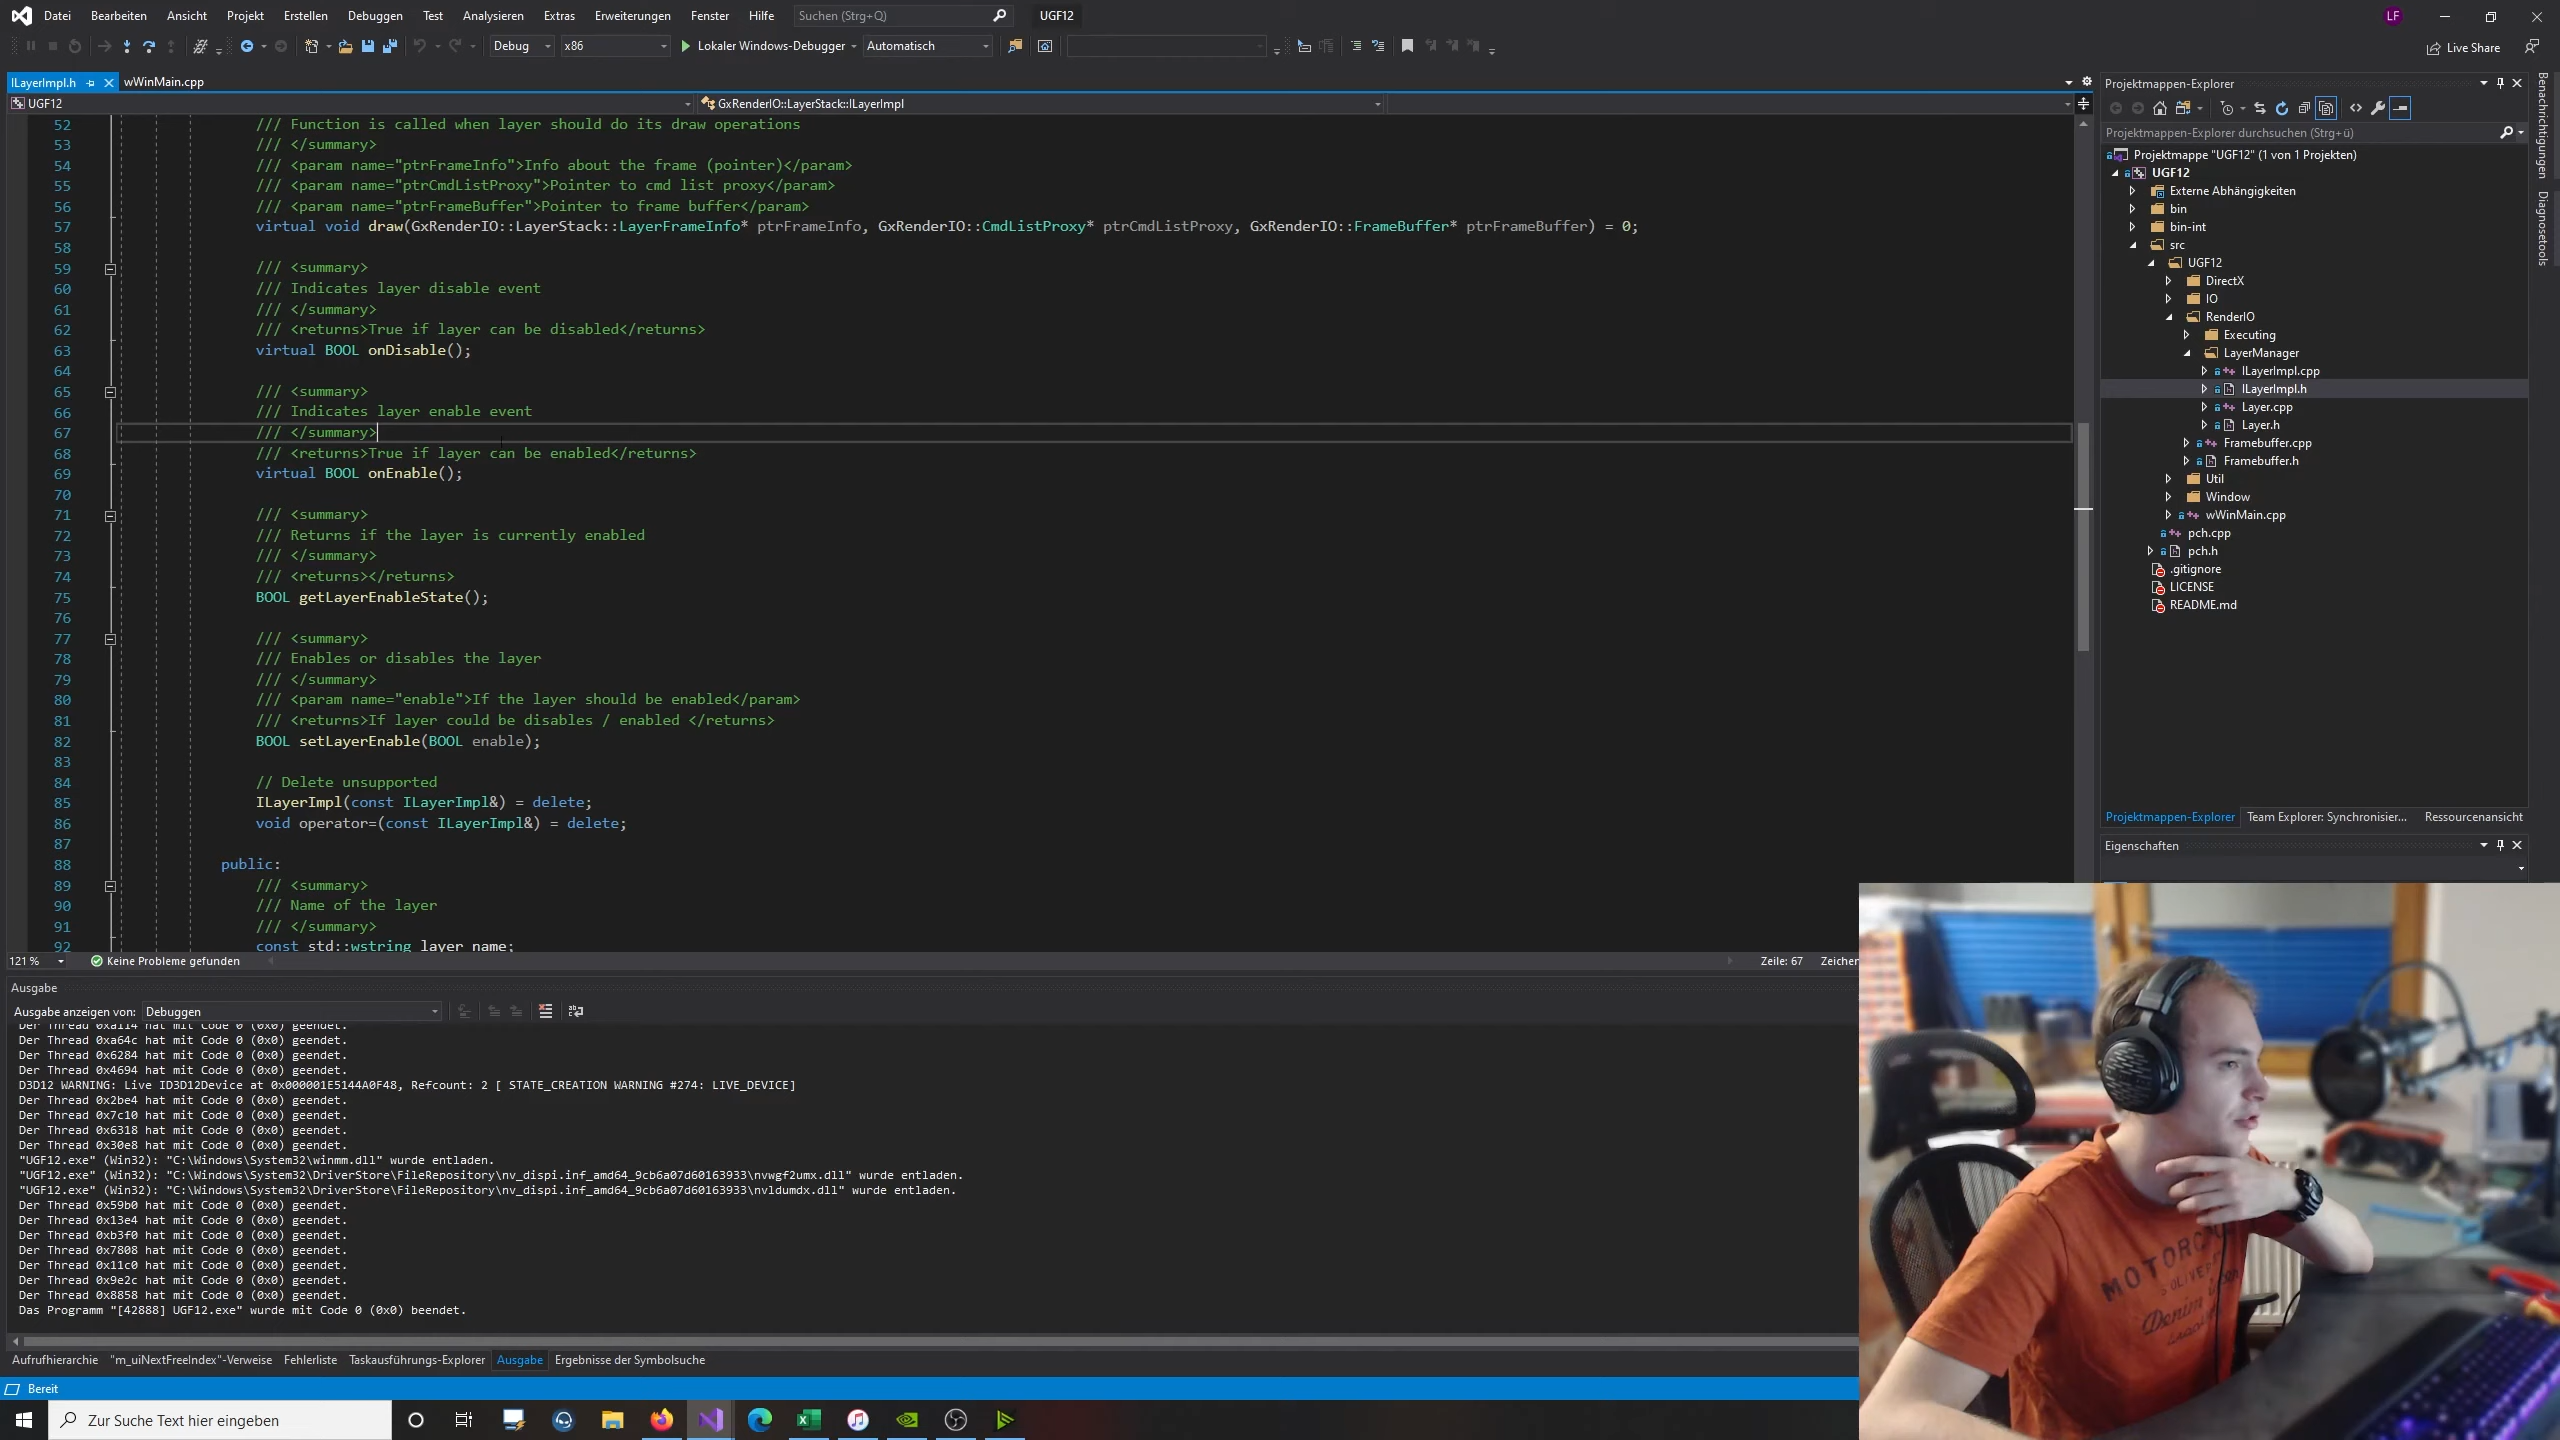 Datei Bearbeiten Ansicht Projekt Erstellen Debuggen Test Analysieren Extras Erweiterungen Fenster Hilfe Suchen (Strg+Q) UGF12 LF
Debug x86 Lokaler Windows-Debugger Automatisch Live Share
ILayerImpl.h wWinMain.cpp
UGF12 GxRenderIO::LayerStack::ILayerImpl
52 /// Function is called when layer should do its draw operations
53 /// </summary>
54 /// <param name="ptrFrameInfo">Info about the frame (pointer)</param>
55 /// <param name="ptrCmdListProxy">Pointer to cmd list proxy</param>
56 /// <param name="ptrFrameBuffer">Pointer to frame buffer</param>
57 virtual void draw(GxRenderIO::LayerStack::LayerFrameInfo* ptrFrameInfo, GxRenderIO::CmdListProxy* ptrCmdListProxy, GxRenderIO::FrameBuffer* ptrFrameBuffer) = 0;
58
59 /// <summary>
60 /// Indicates layer disable event
61 /// </summary>
62 /// <returns>True if layer can be disabled</returns>
63 virtual BOOL onDisable();
64
65 /// <summary>
66 /// Indicates layer enable event
67 /// </summary>
68 /// <returns>True if layer can be enabled</returns>
69 virtual BOOL onEnable();
70
71 /// <summary>
72 /// Returns if the layer is currently enabled
73 /// </summary>
74 /// <returns></returns>
75 BOOL getLayerEnableState();
76
77 /// <summary>
78 /// Enables or disables the layer
79 /// </summary>
80 /// <param name="enable">If the layer should be enabled</param>
81 /// <returns>If layer could be disables / enabled </returns>
82 BOOL setLayerEnable(BOOL enable);
83
84 // Delete unsupported
85 ILayerImpl(const ILayerImpl&) = delete;
86 void operator=(const ILayerImpl&) = delete;
87
88 public:
89 /// <summary>
90 /// Name of the layer
91 /// </summary>
92 const std::wstring layer_name;
121 % Keine Probleme gefunden Zeile: 67 Zeichen
Ausgabe
Ausgabe anzeigen von: Debuggen
Der Thread 0xa114 hat mit Code 0 (0x0) geendet.
Der Thread 0xa64c hat mit Code 0 (0x0) geendet.
Der Thread 0x6284 hat mit Code 0 (0x0) geendet.
Der Thread 0x4694 hat mit Code 0 (0x0) geendet.
D3D12 WARNING: Live ID3D12Device at 0x000001E5144A0F48, Refcount: 2 [ STATE_CREATION WARNING #274: LIVE_DEVICE]
Der Thread 0x2be4 hat mit Code 0 (0x0) geendet.
Der Thread 0x7c10 hat mit Code 0 (0x0) geendet.
Der Thread 0x6318 hat mit Code 0 (0x0) geendet.
Der Thread 0x30e8 hat mit Code 0 (0x0) geendet.
"UGF12.exe" (Win32): "C:\Windows\System32\winmm.dll" wurde entladen.
"UGF12.exe" (Win32): "C:\Windows\System32\DriverStore\FileRepository\nv_dispi.inf_amd64_9cb6a07d60163933\nvwgf2umx.dll" wurde entladen.
"UGF12.exe" (Win32): "C:\Windows\System32\DriverStore\FileRepository\nv_dispi.inf_amd64_9cb6a07d60163933\nvldumdx.dll" wurde entladen.
Der Thread 0x59b0 hat mit Code 0 (0x0) geendet.
Der Thread 0x13e4 hat mit Code 0 (0x0) geendet.
Der Thread 0xb3f0 hat mit Code 0 (0x0) geendet.
Der Thread 0x7808 hat mit Code 0 (0x0) geendet.
Der Thread 0x11c0 hat mit Code 0 (0x0) geendet.
Der Thread 0x9e2c hat mit Code 0 (0x0) geendet.
Der Thread 0x8858 hat mit Code 0 (0x0) geendet.
Das Programm "[42888] UGF12.exe" wurde mit Code 0 (0x0) beendet.
Aufrufhierarchie "m_uiNextFreeIndex"-Verweise Fehlerliste Taskausführungs-Explorer Ausgabe Ergebnisse der Symbolsuche
Bereit
Zur Suche Text hier eingeben
Projektmappen-Explorer
Projektmappen-Explorer durchsuchen (Strg+ü)
Projektmappe "UGF12" (1 von 1 Projekten)
UGF12
Externe Abhängigkeiten
bin
bin-int
src
UGF12
DirectX
IO
RenderIO
Executing
LayerManager
ILayerImpl.cpp
ILayerImpl.h
Layer.cpp
Layer.h
Framebuffer.cpp
Framebuffer.h
Util
Window
wWinMain.cpp
pch.cpp
pch.h
.gitignore
LICENSE
README.md
Projektmappen-Explorer Team Explorer: Synchronisier... Ressourcenansicht
Eigenschaften
Benachrichtigungen
Diagnosetools